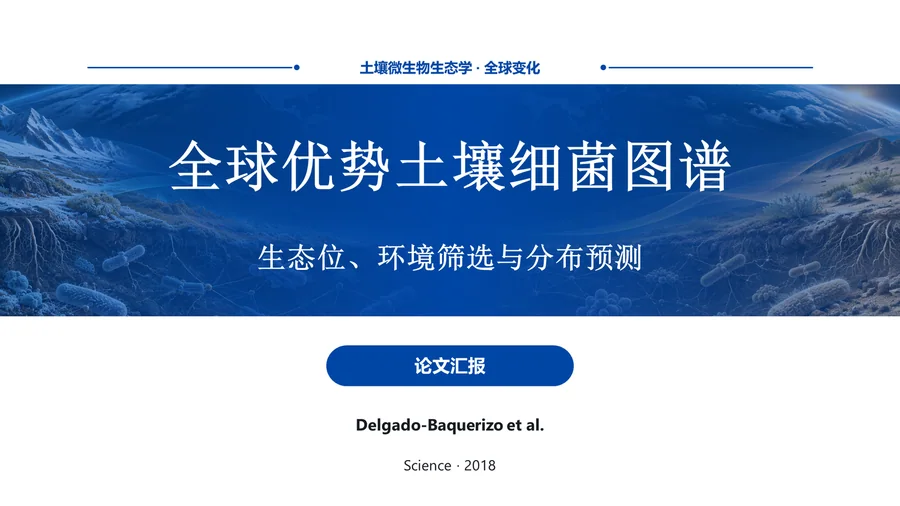 土壤微生物生态学 · 全球变化
全球优势土壤细菌图谱
生态位、环境筛选与分布预测
论文汇报
Delgado-Baquerizo et al.
Science · 2018